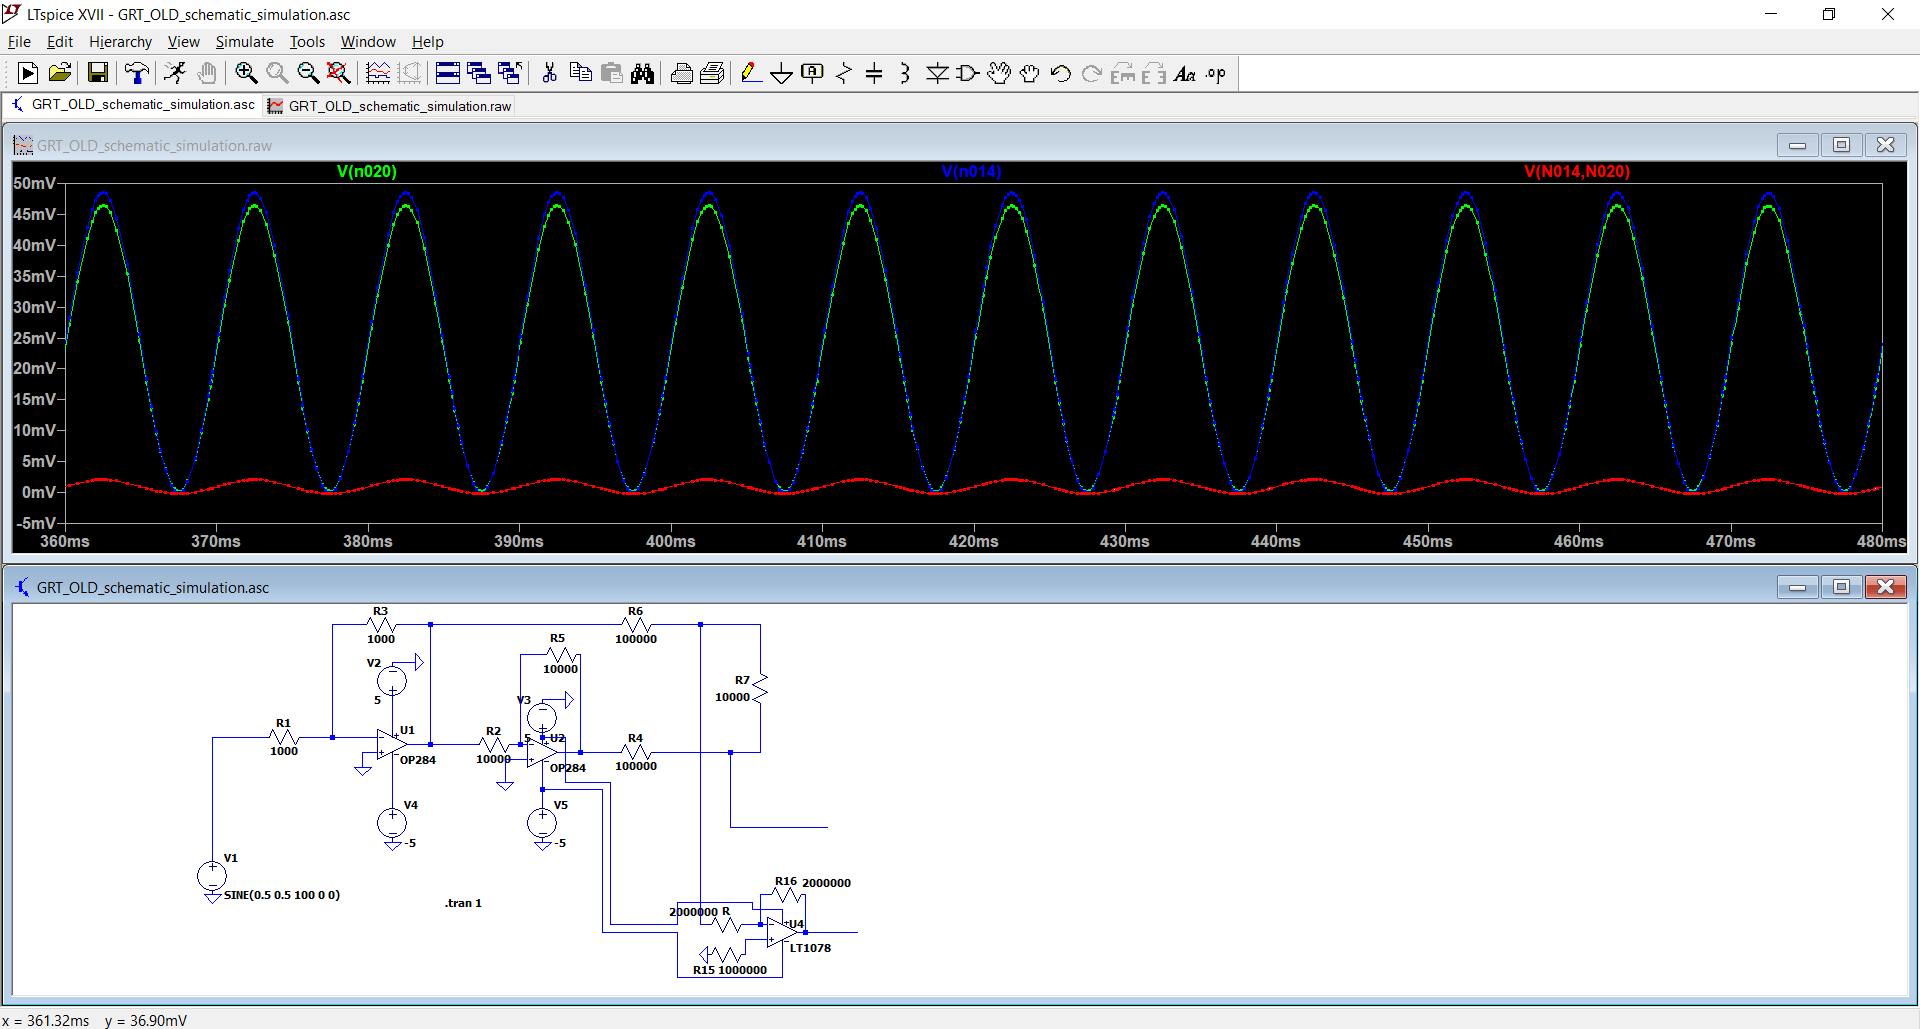 LTspice XVII - GRT_OLD_schematic_simulation.asc
File Edit Hierarchy View Simulate Tools Window Help
.op
GRT_OLD_schematic_simulation.asc GRT_OLD_schematic_simulation.raw
GRT_OLD_schematic_simulation.raw
V(n020) V(n014) V(N014,N020)
50mV
45mV
40mV
35mV
30mV
25mV
20mV
15mV
10mV
5mV
0mV
-5mV
360ms 370ms 380ms 390ms 400ms 410ms 420ms 430ms 440ms 450ms 460ms 470ms 480ms
GRT_OLD_schematic_simulation.asc
R3 R6
1000 100000
R5
V2 10000
R7
5 V3 10000
R1 U1 R2 5 U2 R4
1000 OP284 10000 OP284 100000
V4 V5
-5 -5
V1
SINE(0.5 0.5 100 0 0)
.tran 1
R16 2000000
2000000 R
U4
LT1078
R15 1000000
x = 361.32ms y = 36.90mV